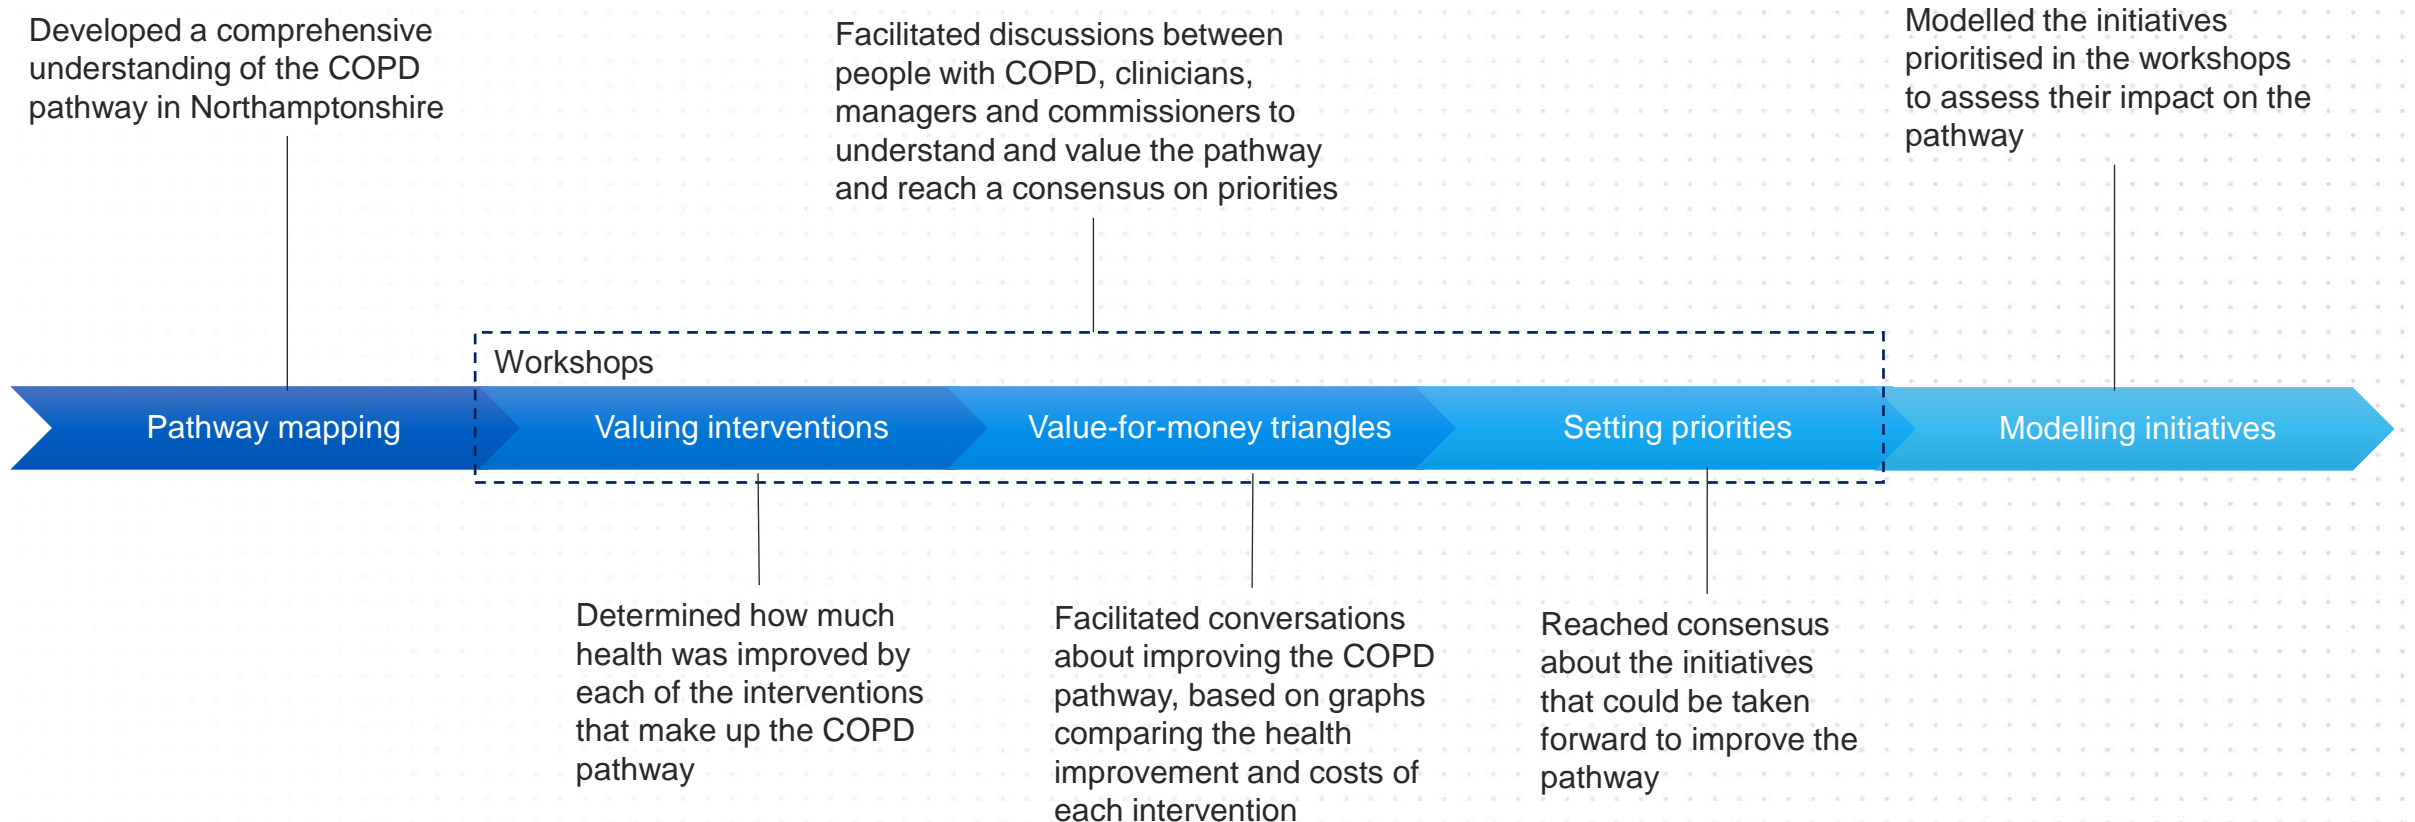 Developed a comprehensive
understanding of the COPD
pathway in Northamptonshire
Facilitated discussions between
people with COPD, clinicians,
managers and commissioners to
understand and value the pathway
and reach a consensus on priorities
Modelled the initiatives
prioritised in the workshops
to assess their impact on the
pathway
Workshops
Pathway mapping
Valuing interventions
Value-for-money triangles
Setting priorities
Modelling initiatives
Determined how much
health was improved by
each of the interventions
that make up the COPD
pathway
Facilitated conversations
about improving the COPD
pathway, based on graphs
comparing the health
improvement and costs of
each intervention
Reached consensus
about the initiatives
that could be taken
forward to improve the
pathway